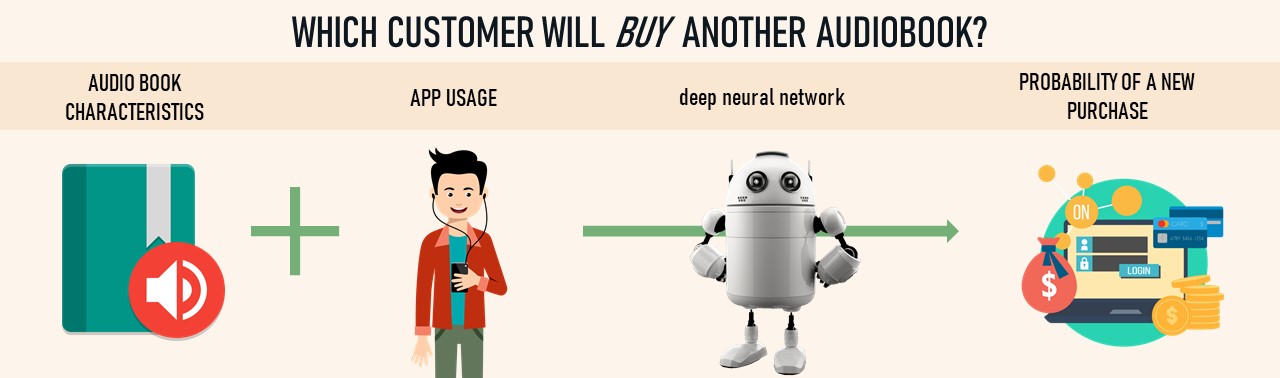 WHICH CUSTOMER WILL BUY ANOTHER AUDIOBOOK?
AUDIO BOOK
CHARACTERISTICS
APP USAGE
deep neural network
PROBABILITY OF A NEW
PURCHASE
ON
CARD $
LOGIN
$
$